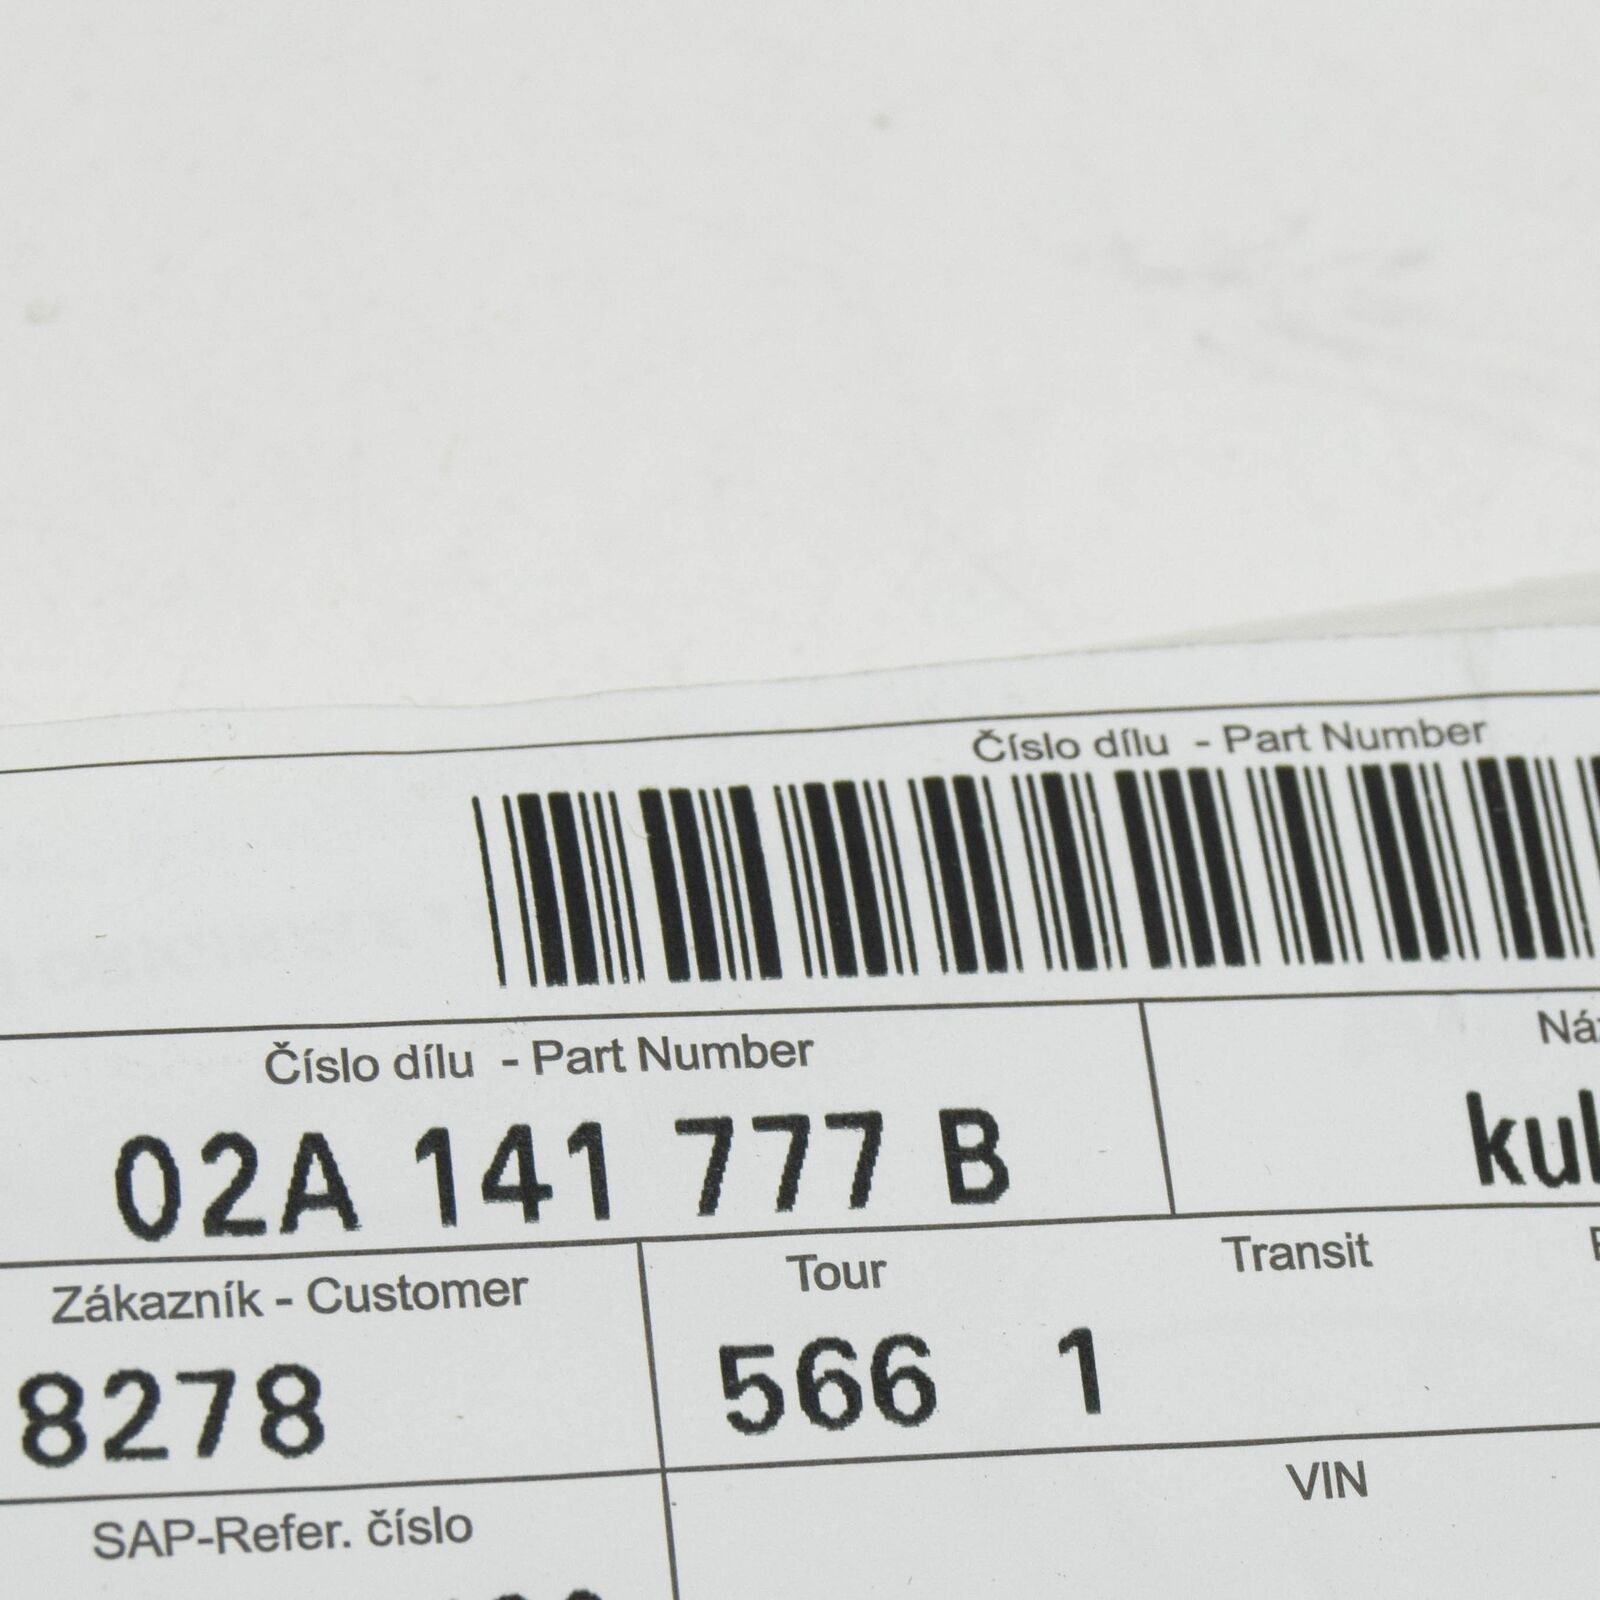 Číslo dílu - Part Number
Číslo dílu - Part Number
02A 141 777 B
Zákazník - Customer
Tour
Transit
8278
566 1
VIN
SAP-Refer. číslo